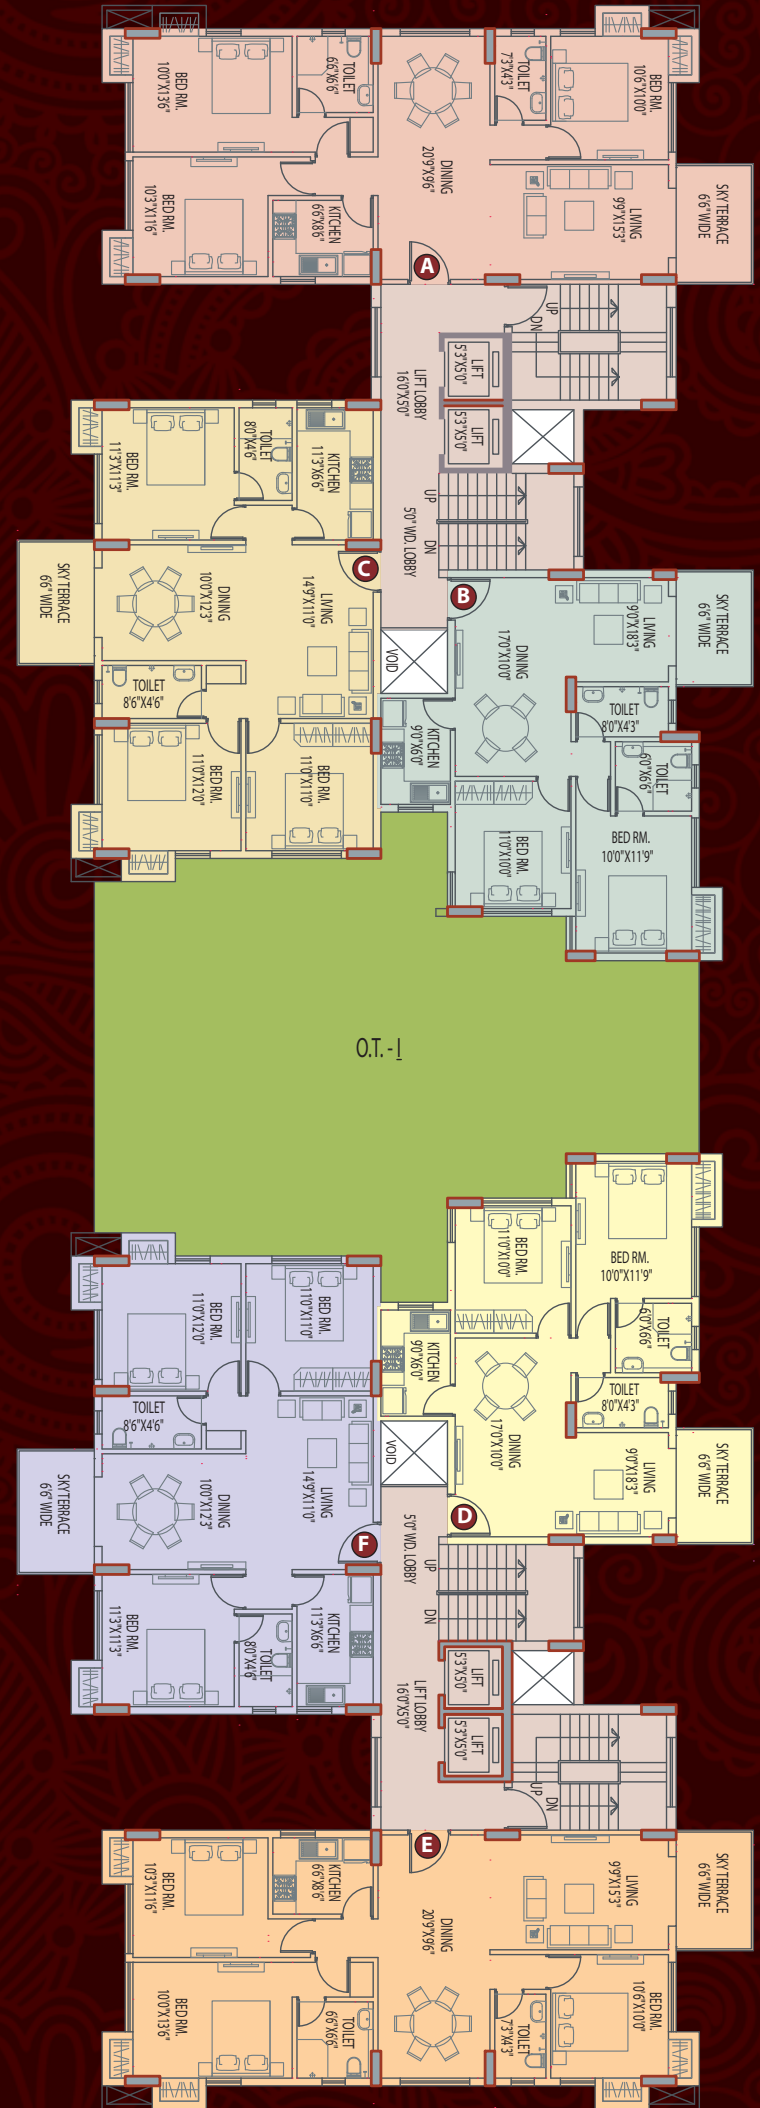 BED RM.
10'0"X13'6"
TOILET
6'6"X6'6"
DINING
20'9"X9'6"
TOILET
7'3"X4'3"
BED RM.
10'6"X10'0"
BED RM.
10'3"X11'6"
KITCHEN
6'6"X8'6"
LIVING
9'9"X15'3"
SKY TERRACE
6'6" WIDE
A
UP
DN
LIFT
5'3"X5'0"
LIFT LOBBY
16'0"X5'0"
LIFT
5'3"X5'0"
UP
DN
5'0" WD. LOBBY
BED RM.
11'3"X11'3"
TOILET
8'0"X4'6"
KITCHEN
11'3"X6'6"
C
SKY TERRACE
6'6" WIDE
DINING
10'0"X12'3"
LIVING
14'9"X11'0"
TOILET
8'6"X4'6"
BED RM.
11'0"X12'0"
BED RM.
11'0"X11'0"
VOID
B
DINING
17'0"X10'0"
LIVING
9'0"X18'3"
SKY TERRACE
6'6" WIDE
TOILET
8'0"X4'3"
KITCHEN
9'0"X6'0"
TOILET
6'0"X6'6"
BED RM.
11'0"X10'0"
BED RM.
10'0"X11'9"
O.T. - I
BED RM.
11'0"X10'0"
BED RM.
10'0"X11'9"
TOILET
6'0"X6'6"
KITCHEN
9'0"X6'0"
TOILET
8'0"X4'3"
DINING
17'0"X10'0"
LIVING
9'0"X18'3"
SKY TERRACE
6'6" WIDE
D
VOID
BED RM.
11'0"X12'0"
BED RM.
11'0"X11'0"
TOILET
8'6"X4'6"
SKY TERRACE
6'6" WIDE
DINING
10'0"X12'3"
LIVING
14'9"X11'0"
F
BED RM.
11'3"X11'3"
TOILET
8'0"X4'6"
KITCHEN
11'3"X6'6"
5'0" WD. LOBBY
UP
DN
LIFT
5'3"X5'0"
LIFT LOBBY
16'0"X5'0"
LIFT
5'3"X5'0"
UP
DN
E
BED RM.
10'3"X11'6"
KITCHEN
6'6"X8'6"
LIVING
9'9"X15'3"
SKY TERRACE
6'6" WIDE
DINING
20'9"X9'6"
BED RM.
10'0"X13'6"
TOILET
6'6"X6'6"
TOILET
7'3"X4'3"
BED RM.
10'6"X10'0"